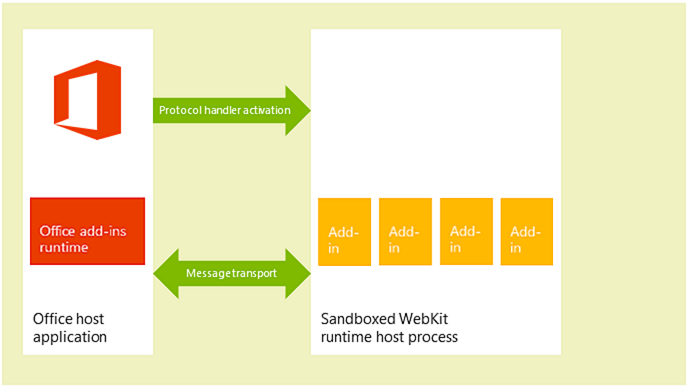 Protocol handler activation
Office add-ins
runtime
Add-
in
Add-
in
Add-
in
Add-
in
Message transport
Office host
application
Sandboxed WebKit
runtime host process